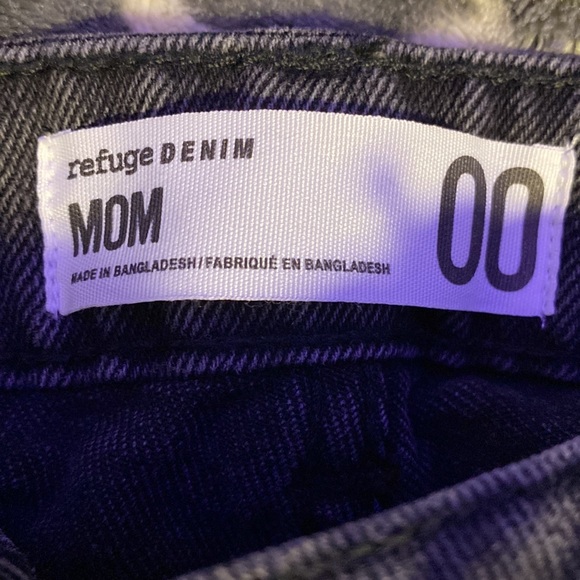 refuge DENIM
MOM
00
MADE IN BANGLADESH/FABRIQUÉ EN BANGLADESH